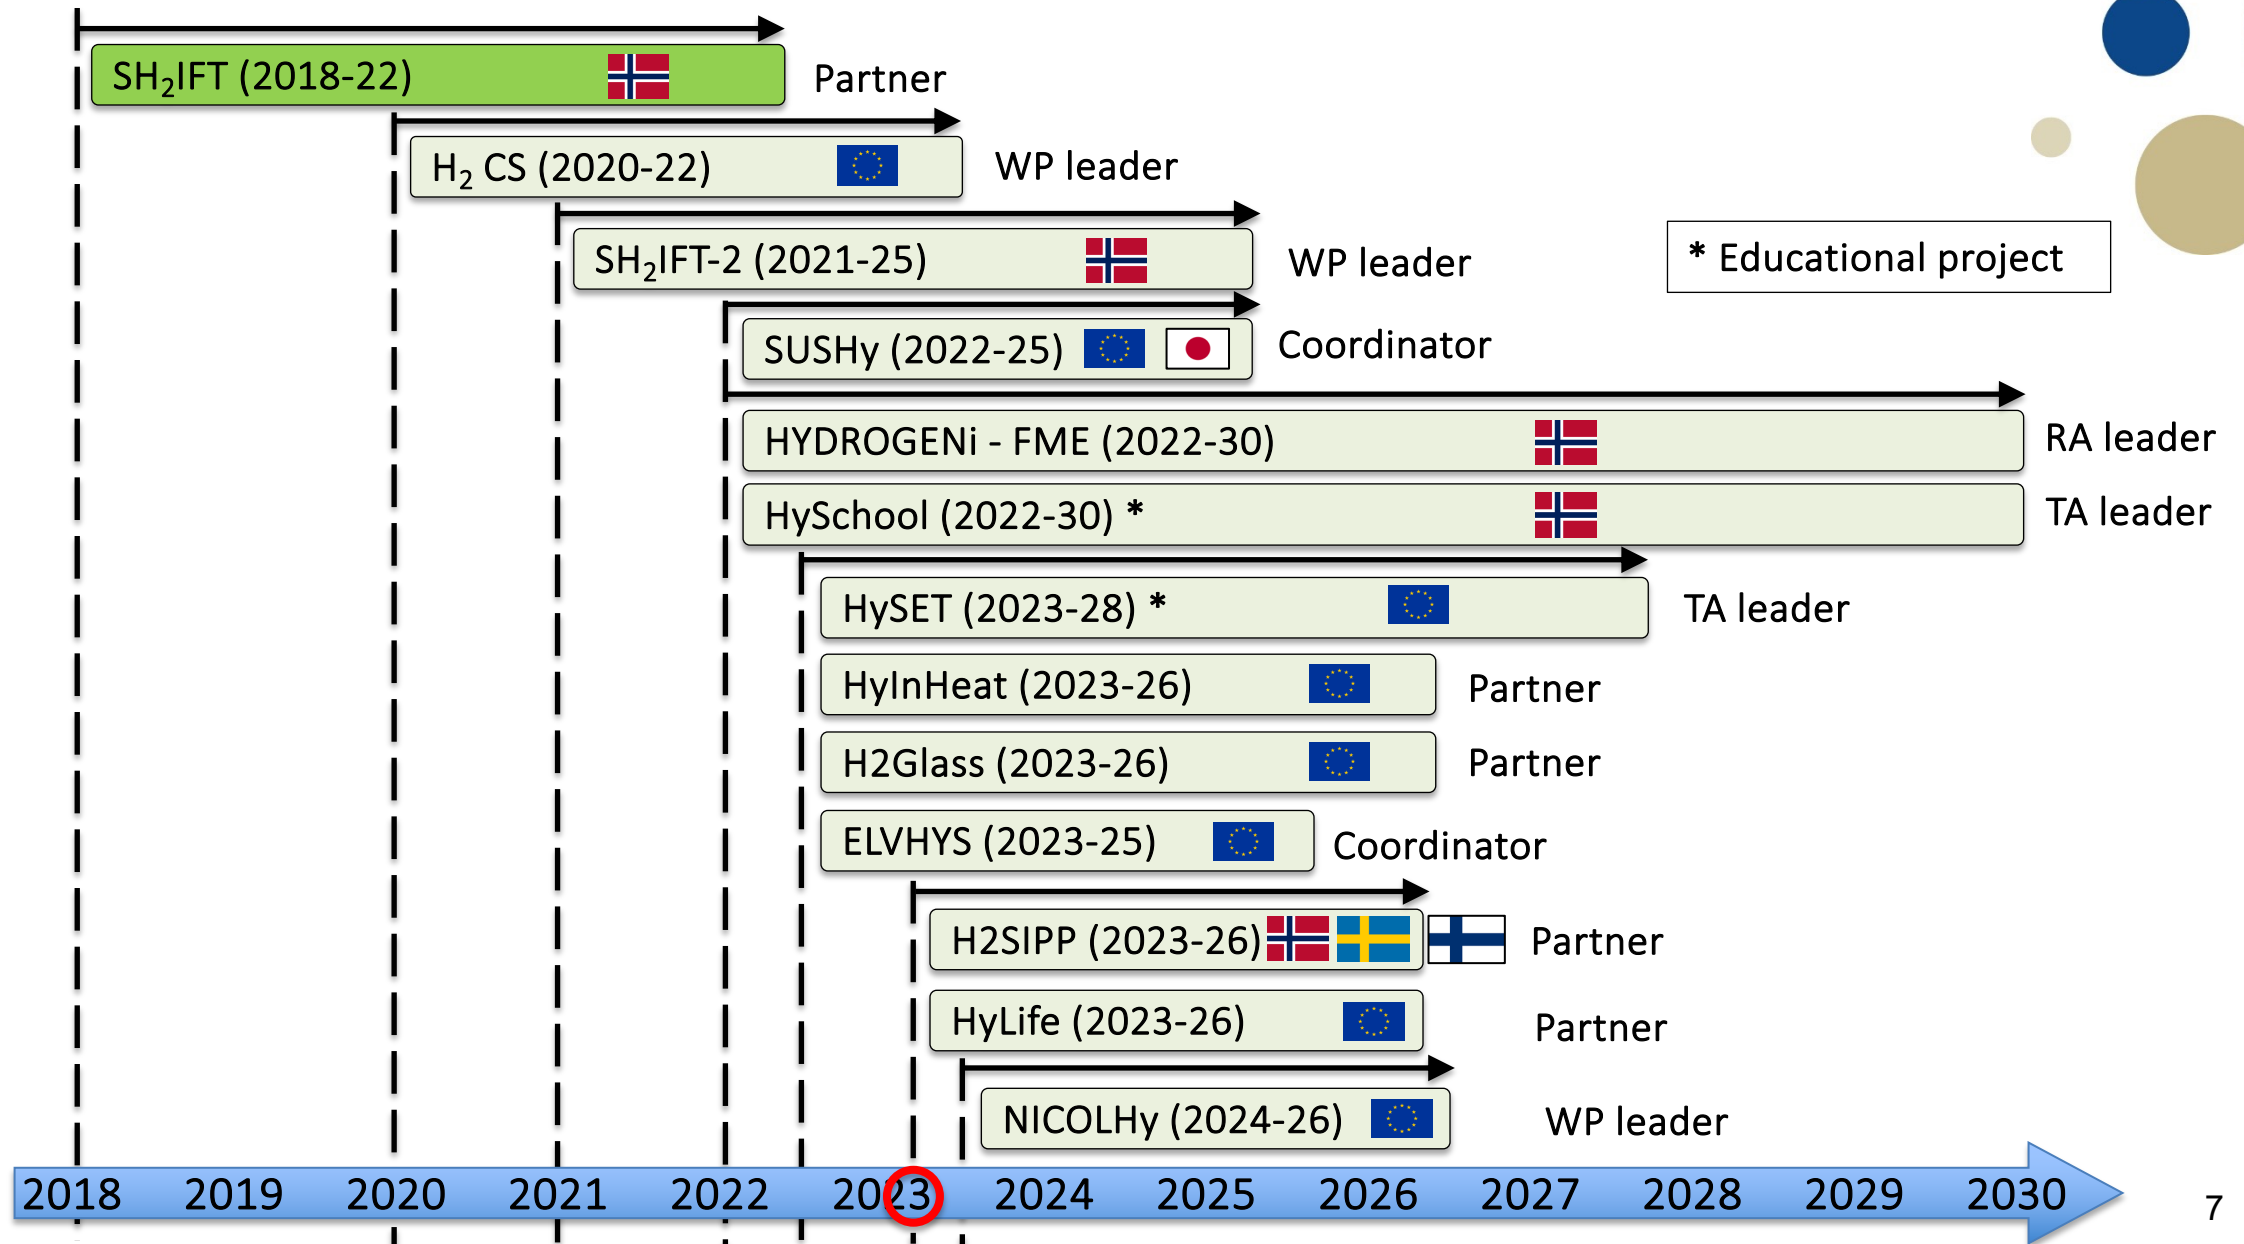 SH₂IFT (2018-22)
Partner
H₂ CS (2020-22)
WP leader
SH₂IFT-2 (2021-25)
WP leader
* Educational project
SUSHy (2022-25)
Coordinator
HYDROGENi - FME (2022-30)
RA leader
HySchool (2022-30) *
TA leader
HySET (2023-28) *
TA leader
HyInHeat (2023-26)
Partner
H2Glass (2023-26)
Partner
ELVHYS (2023-25)
Coordinator
H2SIPP (2023-26)
Partner
HyLife (2023-26)
Partner
NICOLHy (2024-26)
WP leader
2018 2019 2020 2021 2022 2023 2024 2025 2026 2027 2028 2029 2030
7